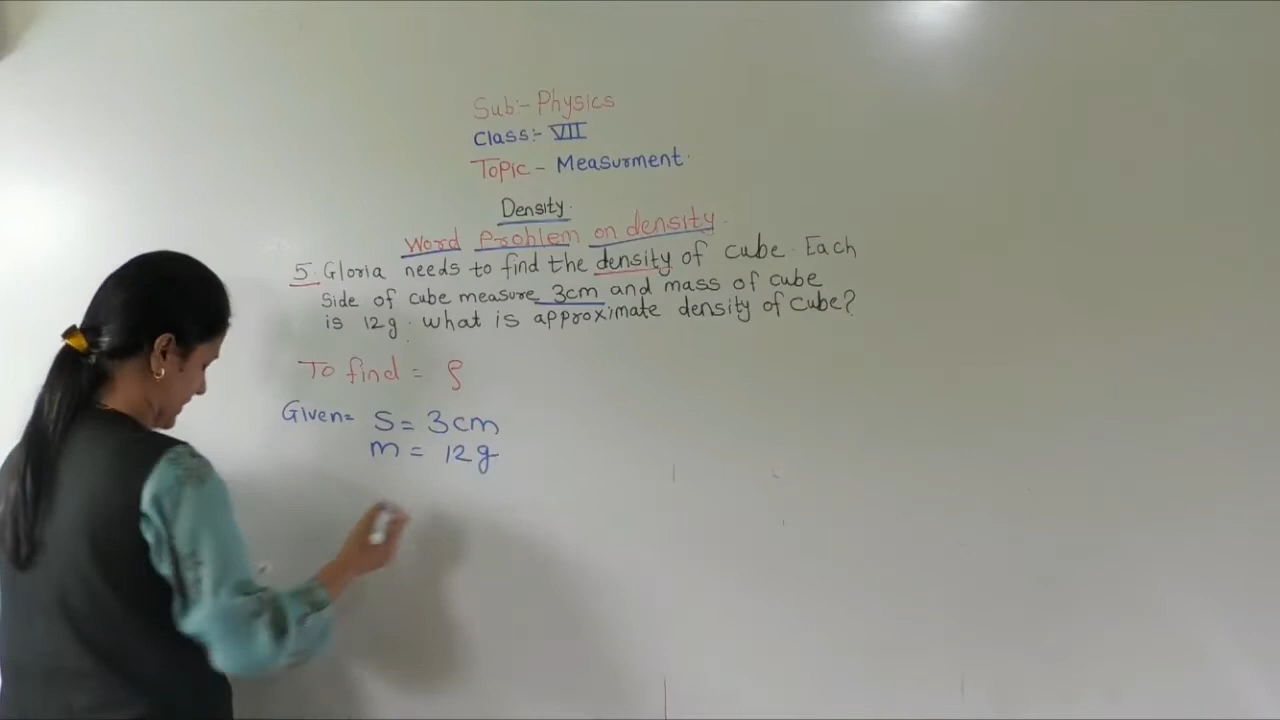 Sub:- Physics
Class:- VII
Topic - Measurment.
Density.
Word Problem on density.
5. Gloria needs to find the density of cube. Each
Side of cube measure 3cm and mass of cube
is 12g. what is approximate density of cube?
To find = ρ
Given= S = 3cm
m = 12g